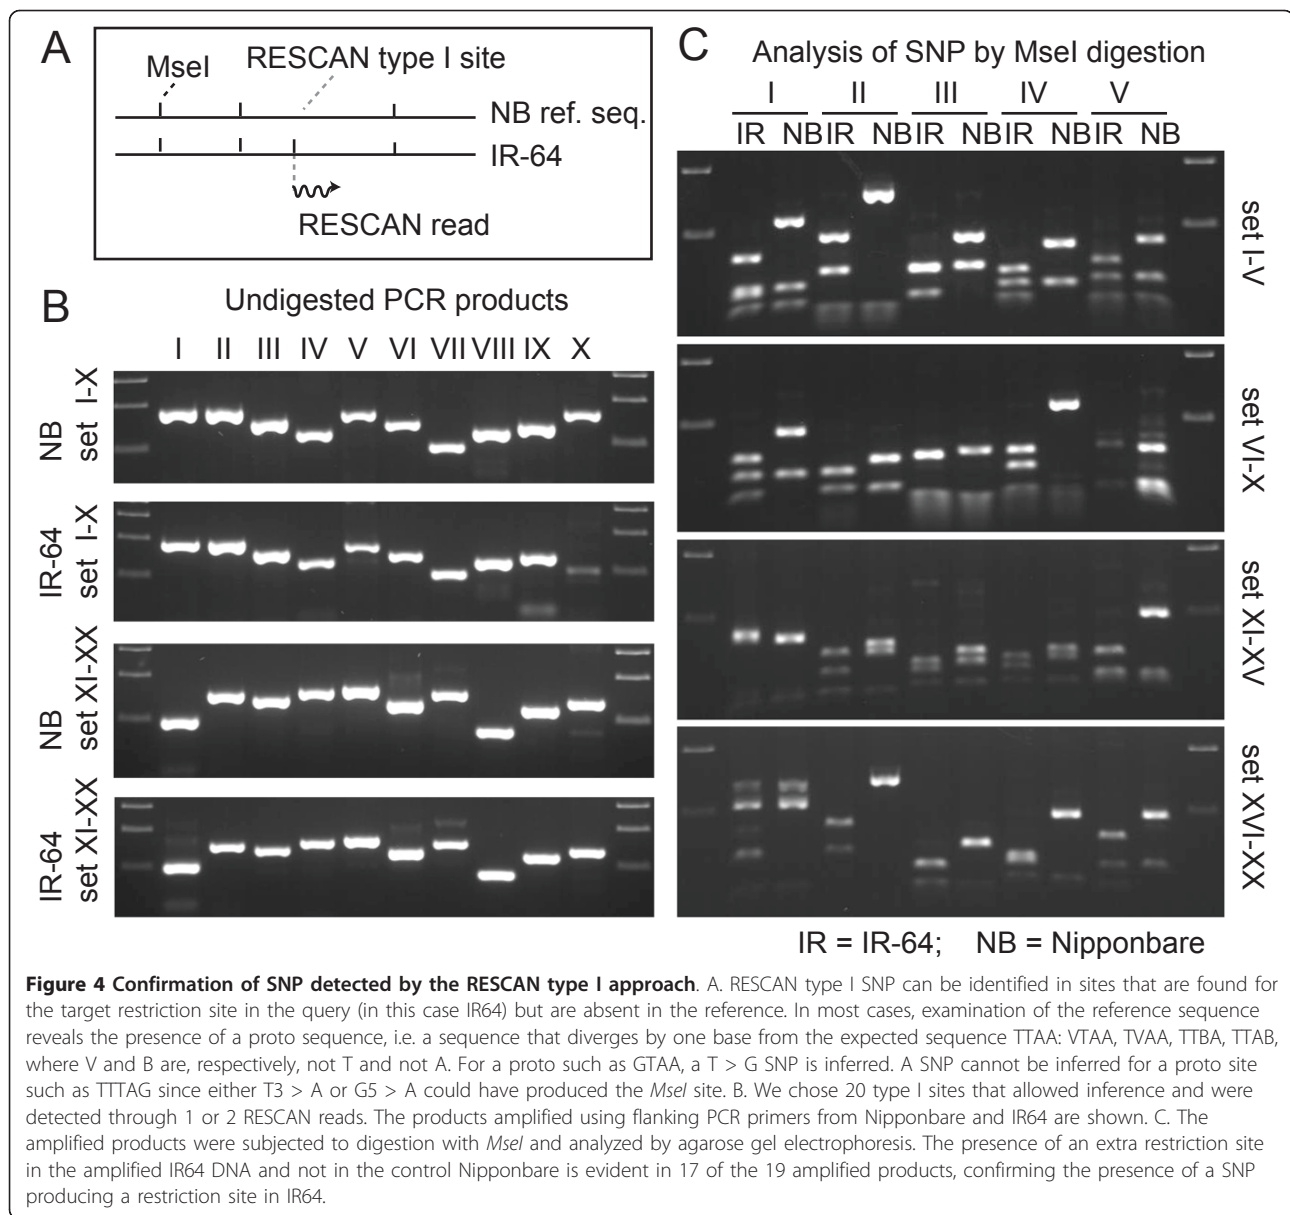 A
MseI
RESCAN type I site
NB ref. seq.
IR-64
RESCAN read
B
Undigested PCR products
I II III IV V VI VII VIII IX X
NB
set I-X
IR-64
set I-X
NB
set XI-XX
IR-64
set XI-XX
C
Analysis of SNP by MseI digestion
I II III IV V
IR NB IR NB IR NB IR NB IR NB
set I-V
set VI-X
set XI-XV
set XVI-XX
IR = IR-64; NB = Nipponbare
Figure 4 Confirmation of SNP detected by the RESCAN type I approach. A. RESCAN type I SNP can be identified in sites that are found for
the target restriction site in the query (in this case IR64) but are absent in the reference. In most cases, examination of the reference sequence
reveals the presence of a proto sequence, i.e. a sequence that diverges by one base from the expected sequence TTAA: VTAA, TVAA, TTBA, TTAB,
where V and B are, respectively, not T and not A. For a proto such as GTAA, a T > G SNP is inferred. A SNP cannot be inferred for a proto site
such as TTTAG since either T3 > A or G5 > A could have produced the MseI site. B. We chose 20 type I sites that allowed inference and were
detected through 1 or 2 RESCAN reads. The products amplified using flanking PCR primers from Nipponbare and IR64 are shown. C. The
amplified products were subjected to digestion with MseI and analyzed by agarose gel electrophoresis. The presence of an extra restriction site
in the amplified IR64 DNA and not in the control Nipponbare is evident in 17 of the 19 amplified products, confirming the presence of a SNP
producing a restriction site in IR64.